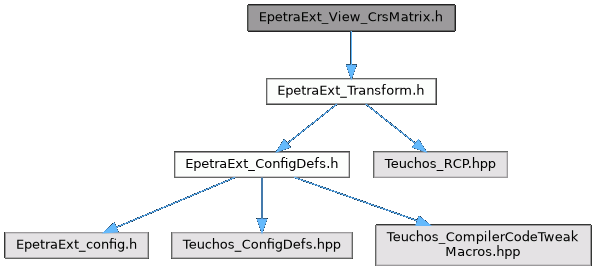 EpetraExt_View_CrsMatrix.h
EpetraExt_Transform.h
EpetraExt_ConfigDefs.h
Teuchos_RCP.hpp
EpetraExt_config.h
Teuchos_ConfigDefs.hpp
Teuchos_CompilerCodeTweak
Macros.hpp